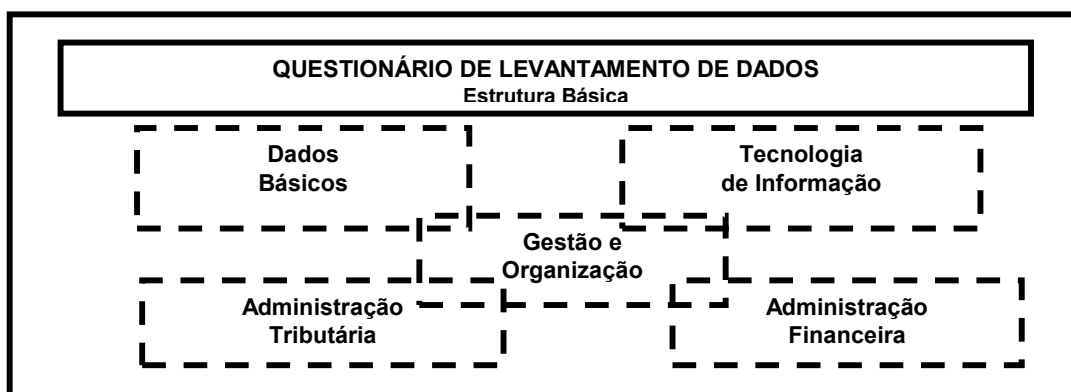 QUESTIONÁRIO DE LEVANTAMENTO DE DADOS
Estrutura Básica
Dados
Básicos
Tecnologia
de Informação
Gestão e
Organização
Administração
Tributária
Administração
Financeira